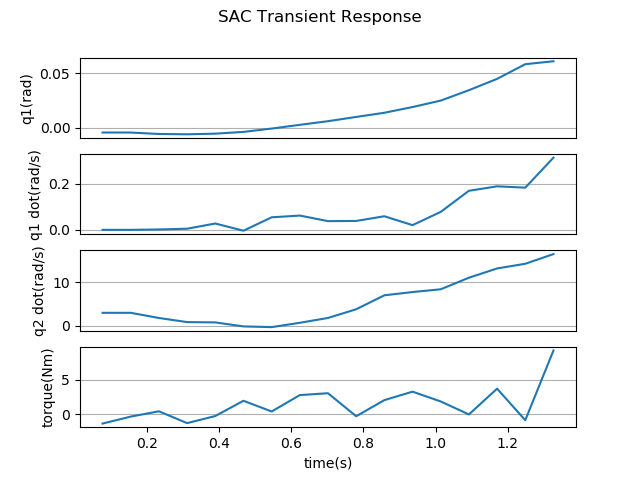 SAC Transient Response
0.05
0.00
q1(rad)
0.2
0.0
q1 dot(rad/s)
10
0
q2 dot(rad/s)
5
0
torque(Nm)
0.2 0.4 0.6 0.8 1.0 1.2
time(s)